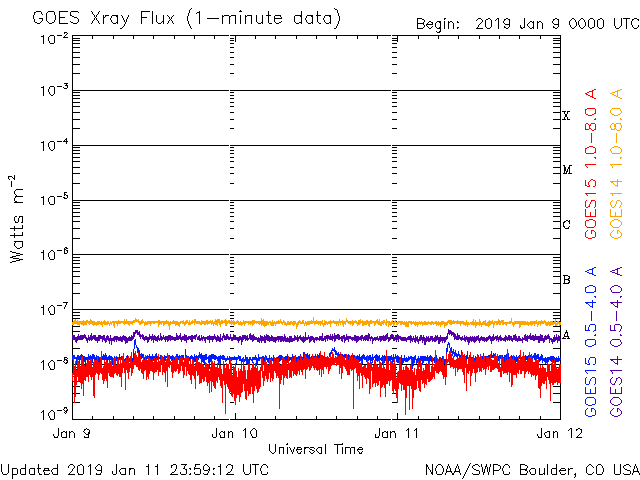 GOES Xray Flux (1-minute data)
Begin: 2019 Jan 9 0000 UTC
10⁻²
10⁻³
10⁻⁴
10⁻⁵
10⁻⁶
10⁻⁷
10⁻⁸
10⁻⁹
Watts m⁻²
X
M
C
B
A
GOES15 1.0-8.0 A
GOES14 1.0-8.0 A
GOES15 0.5-4.0 A
GOES14 0.5-4.0 A
Jan 9 Jan 10 Jan 11 Jan 12
Universal Time
Updated 2019 Jan 11 23:59:12 UTC
NOAA/SWPC Boulder, CO USA